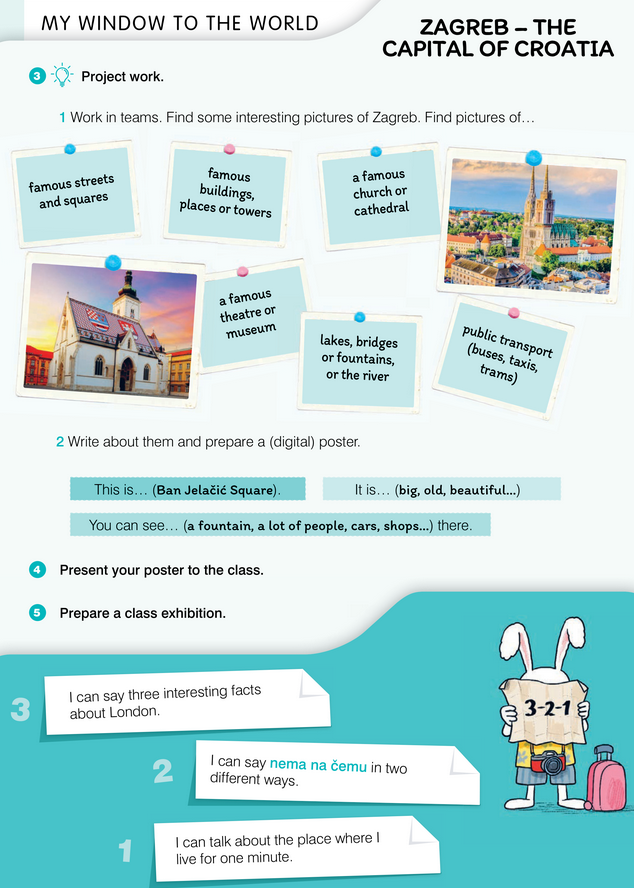 MY WINDOW TO THE WORLD
ZAGREB – THE
CAPITAL OF CROATIA
3 Project work.
1 Work in teams. Find some interesting pictures of Zagreb. Find pictures of…
famous streets
and squares
famous
buildings,
places or towers
a famous
church or
cathedral
a famous
theatre or
museum
lakes, bridges
or fountains,
or the river
public transport
(buses, taxis,
trams)
2 Write about them and prepare a (digital) poster.
This is… (Ban Jelačić Square).
It is… (big, old, beautiful…)
You can see… (a fountain, a lot of people, cars, shops…) there.
4 Present your poster to the class.
5 Prepare a class exhibition.
3-2-1
3 I can say three interesting facts
about London.
2 I can say nema na čemu in two
different ways.
1 I can talk about the place where I
live for one minute.